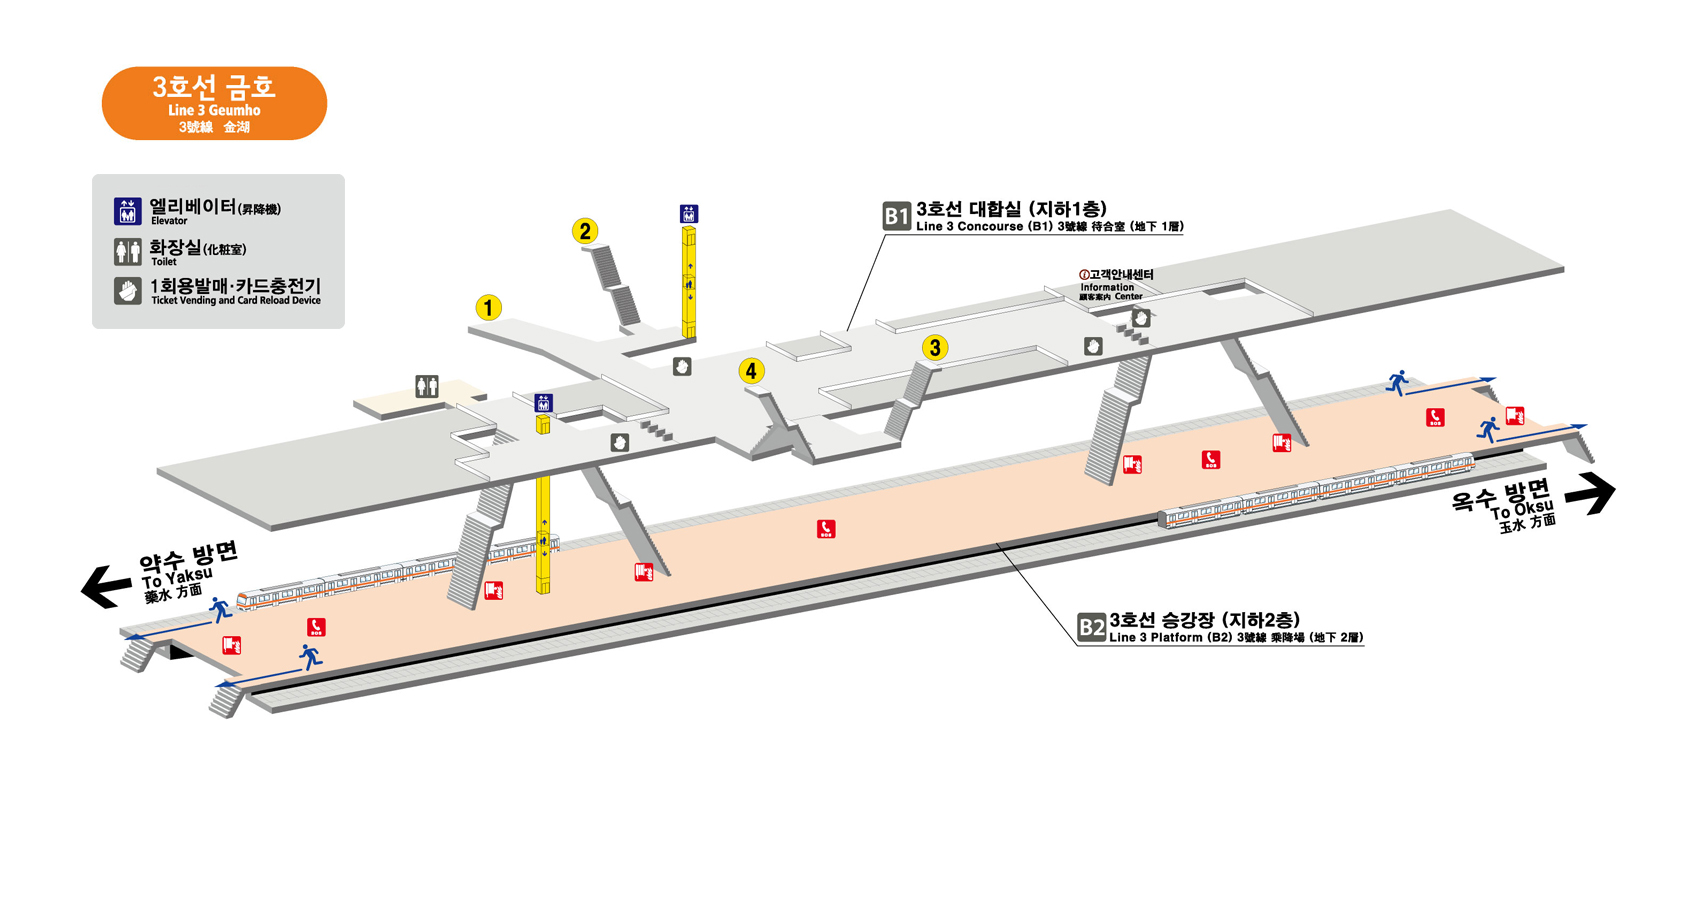 3호선 금호
Line 3 Geumho
3號線 金湖
엘리베이터(昇降機)
Elevator
화장실(化粧室)
Toilet
1회용발매·카드충전기
Ticket Vending and Card Reload Device
2
1
4
3
B1 3호선 대합실 (지하1층)
Line 3 Concourse (B1) 3號線 待合室 (地下 1層)
i고객안내센터
Information
顧客案內 Center
약수 방면
To Yaksu
藥水 方面
옥수 방면
To Oksu
玉水 方面
SOS
SOS
SOS
SOS
B2 3호선 승강장 (지하2층)
Line 3 Platform (B2) 3號線 乘降場 (地下 2層)